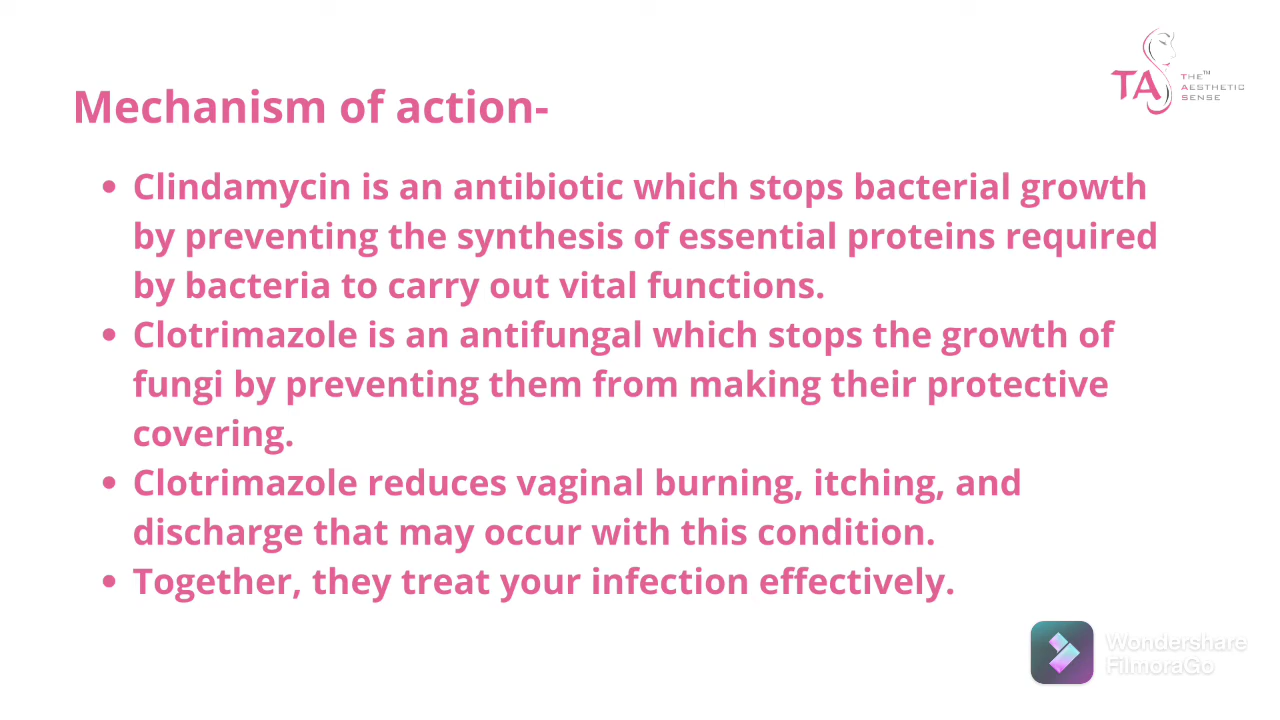 TAS THE™
AESTHETIC
SENSE
Mechanism of action-
• Clindamycin is an antibiotic which stops bacterial growth
by preventing the synthesis of essential proteins required
by bacteria to carry out vital functions.
• Clotrimazole is an antifungal which stops the growth of
fungi by preventing them from making their protective
covering.
• Clotrimazole reduces vaginal burning, itching, and
discharge that may occur with this condition.
• Together, they treat your infection effectively.
Wondershare
FilmoraGo